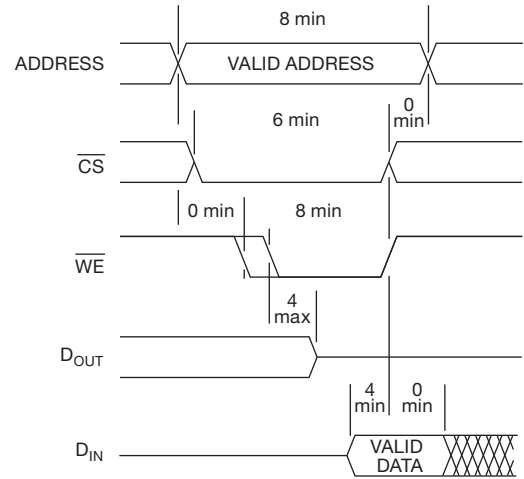 8 min
ADDRESS
VALID ADDRESS
6 min
0
min
CS
0 min
8 min
WE
4
max
DOUT
4
min
0
min
DIN
VALID
DATA